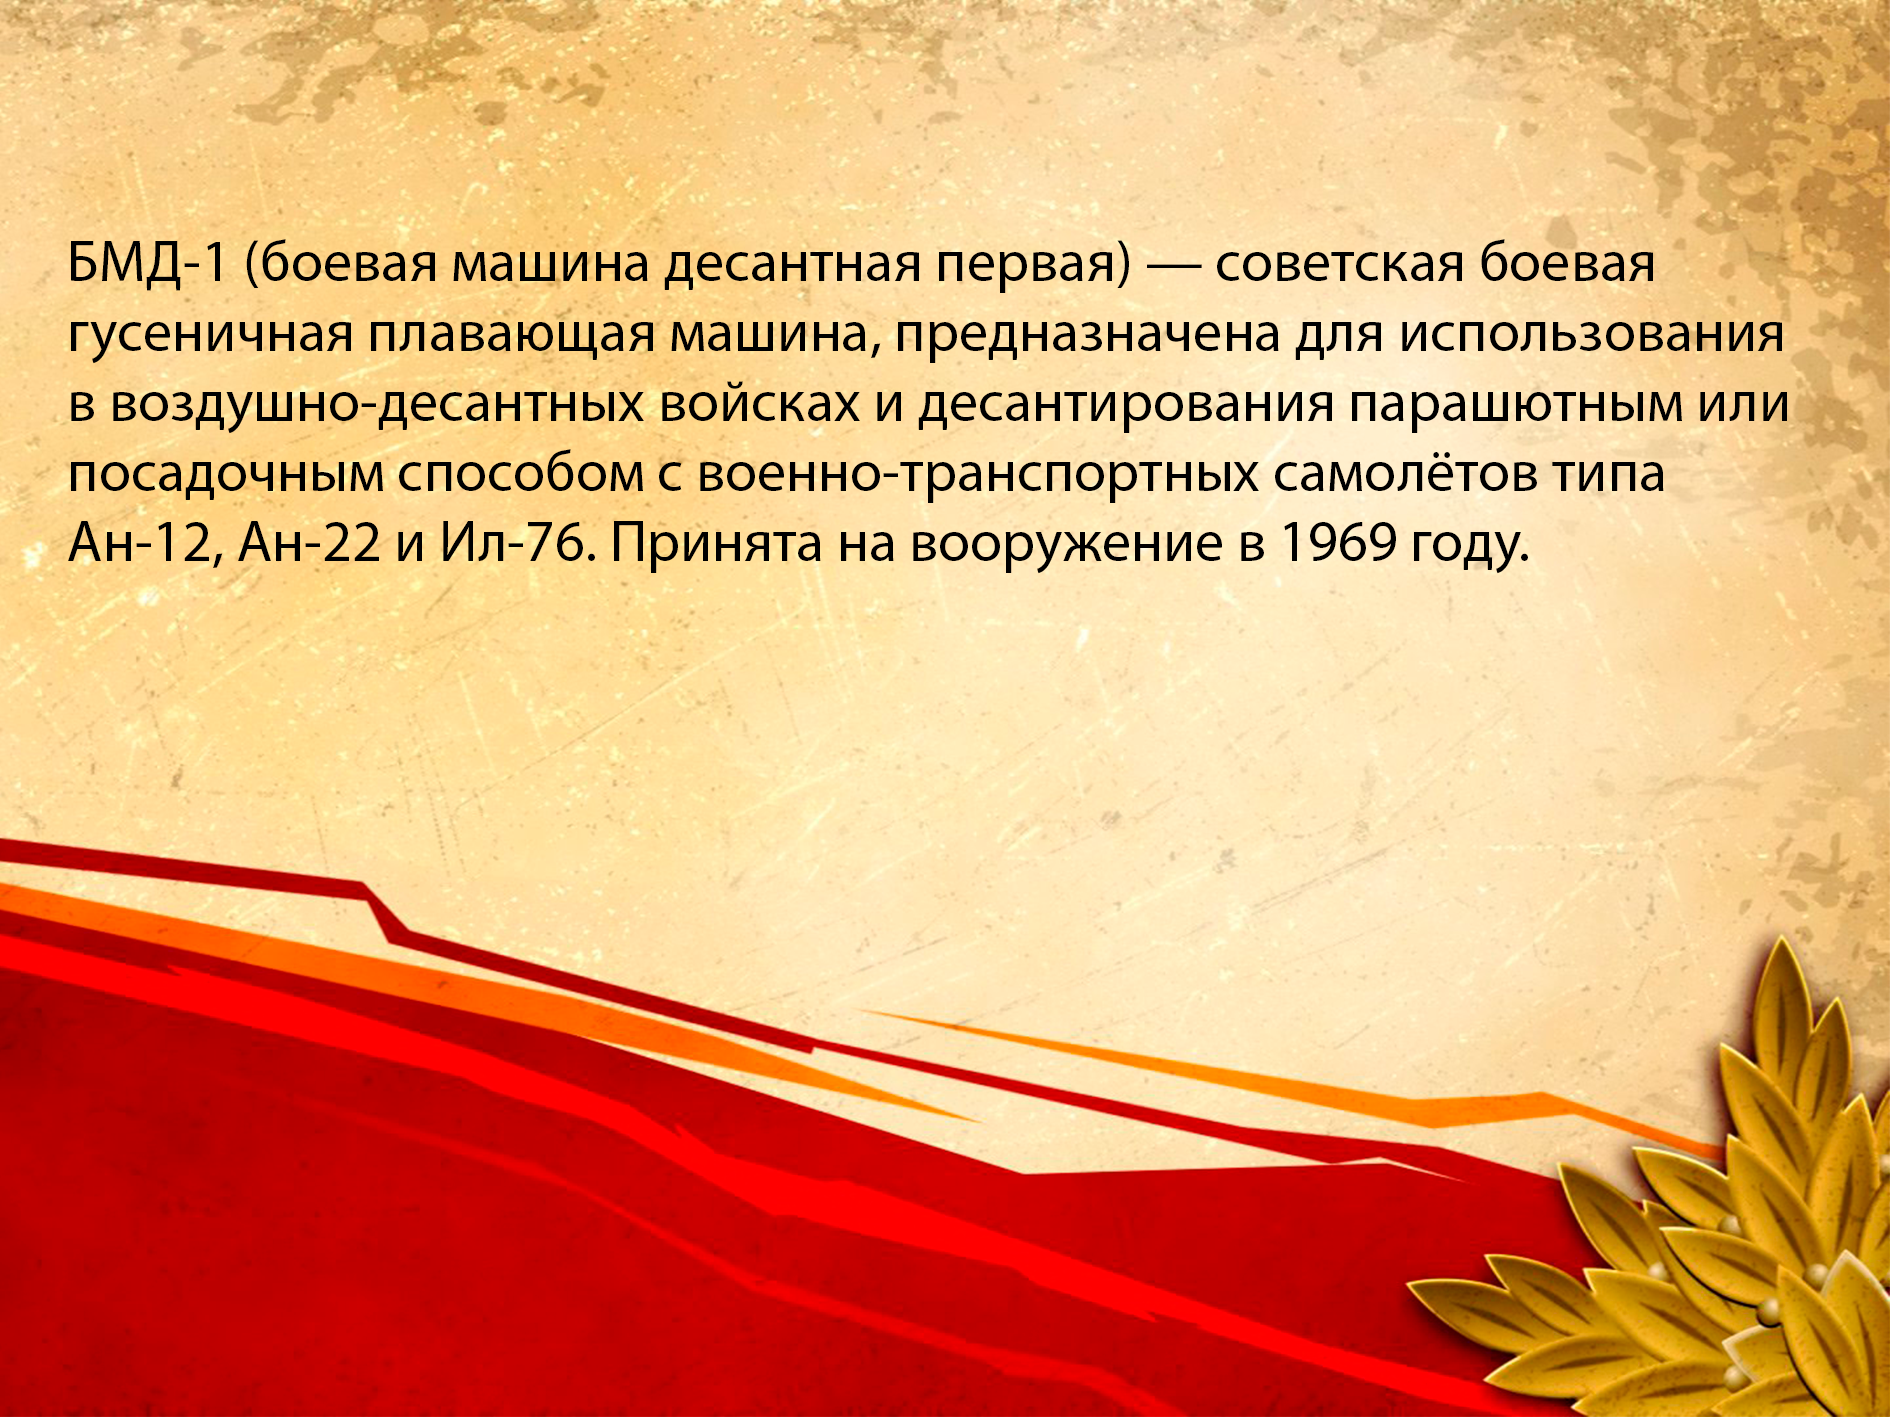 БМД-1 (боевая машина десантная первая) — советская боевая
гусеничная плавающая машина, предназначена для использования
в воздушно-десантных войсках и десантирования парашютным или
посадочным способом с военно-транспортных самолётов типа
Ан-12, Ан-22 и Ил-76. Принята на вооружение в 1969 году.